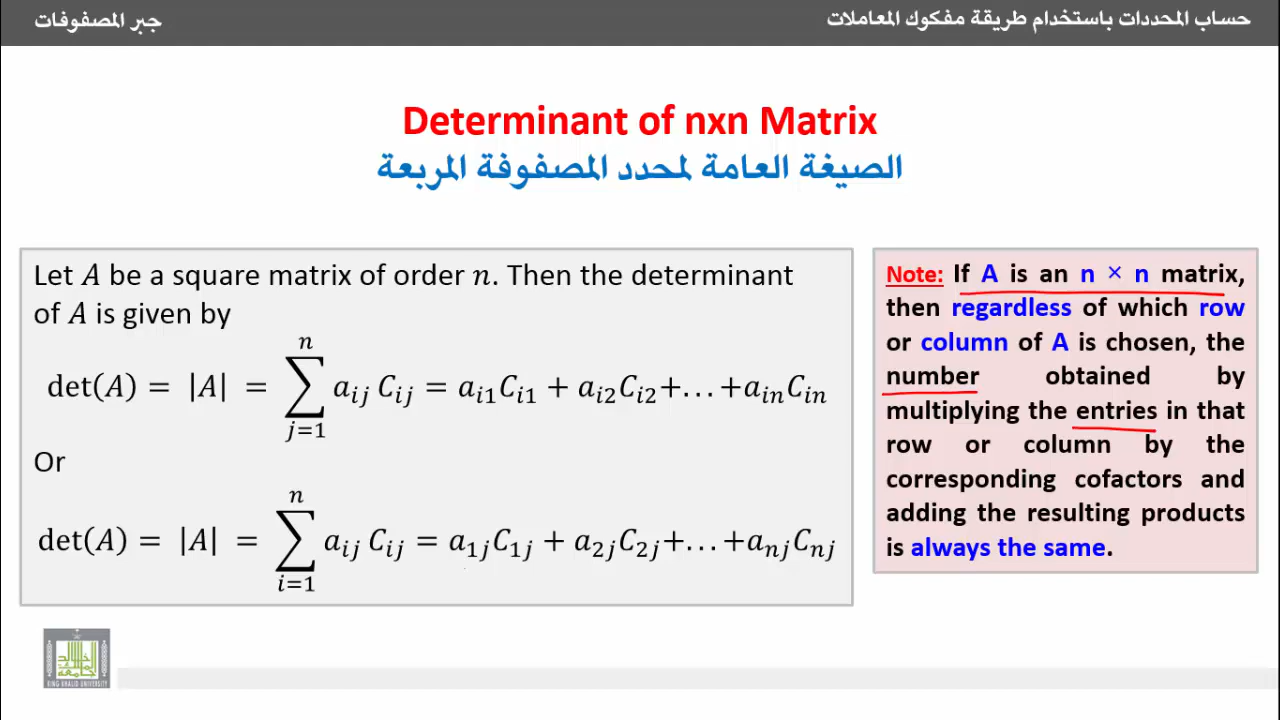 حساب المحددات باستخدام طريقة مفكوك المعاملات
جبر المصفوفات
Determinant of nxn Matrix
الصيغة العامة لمحدد المصفوفة المربعة
Let A be a square matrix of order n. Then the determinant
of A is given by
det(A) = |A| = ∑_{j=1}^{n} a_{ij} C_{ij} = a_{i1}C_{i1} + a_{i2}C_{i2}+...+a_{in}C_{in}
Or
det(A) = |A| = ∑_{i=1}^{n} a_{ij} C_{ij} = a_{1j}C_{1j} + a_{2j}C_{2j}+...+a_{nj}C_{nj}
Note: If A is an n × n matrix,
then regardless of which row
or column of A is chosen, the
number obtained by
multiplying the entries in that
row or column by the
corresponding cofactors and
adding the resulting products
is always the same.
KING KHALID UNIVERSITY